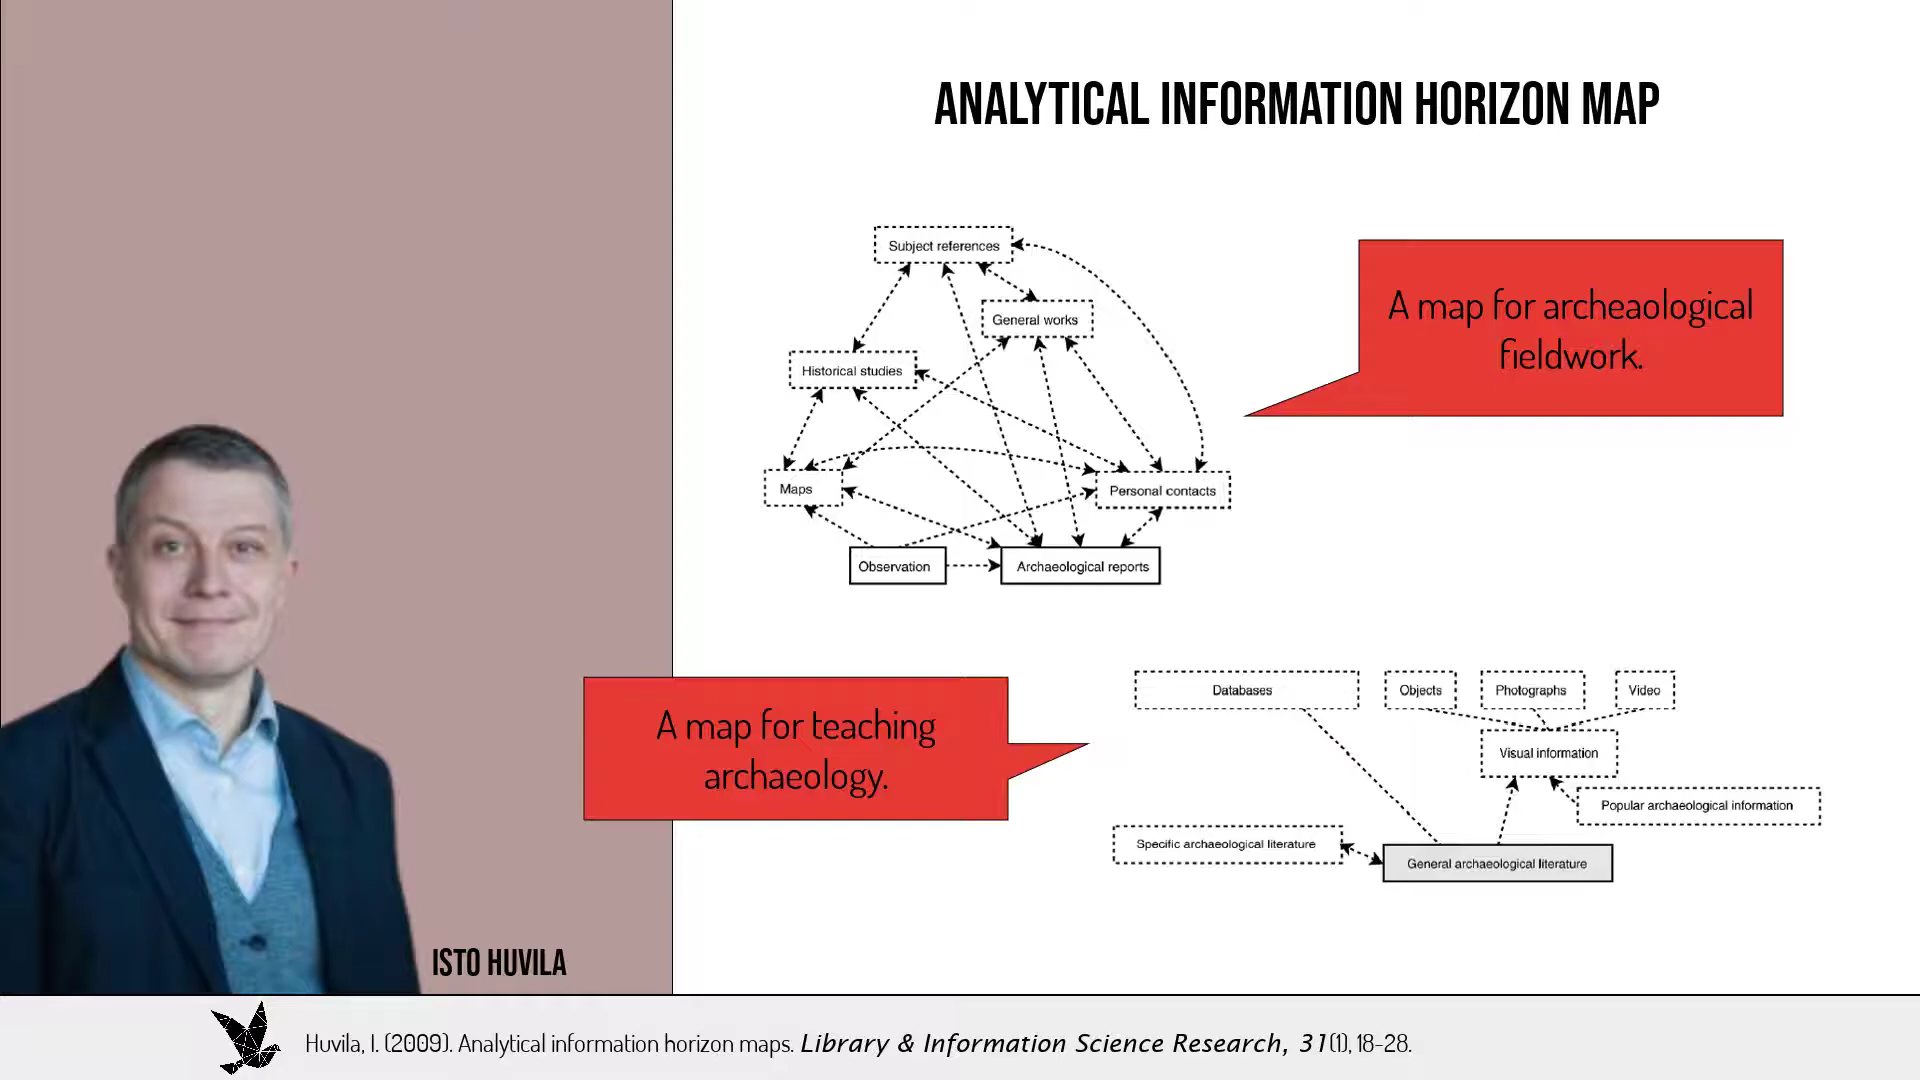 ANALYTICAL INFORMATION HORIZON MAP
Subject references
General works
Historical studies
Maps
Personal contacts
Observation
Archaeological reports
A map for archeaological
fieldwork.
A map for teaching
archaeology.
Databases
Objects
Photographs
Video
Visual information
Popular archaeological information
Specific archaeological literature
General archaeological literature
ISTO HUVILA
Huvila, I. (2009). Analytical information horizon maps. Library & Information Science Research, 31(1), 18-28.